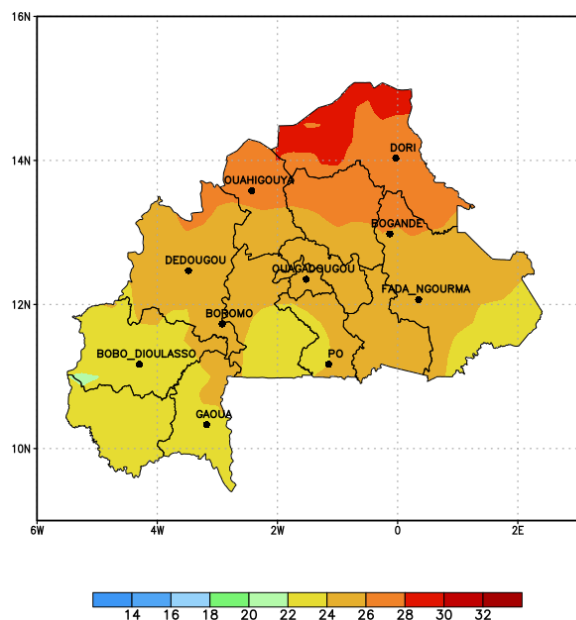 16N
14N
DORI
OUAHIGOUYA
BOGANDE
DEDOUGOU
OUAGADOUGOU
FADA_NGOURMA
12N
BOROMO
BOBO_DIOULASSO
PO
GAOUA
10N
6W 4W 2W 0 2E
14 16 18 20 22 24 26 28 30 32